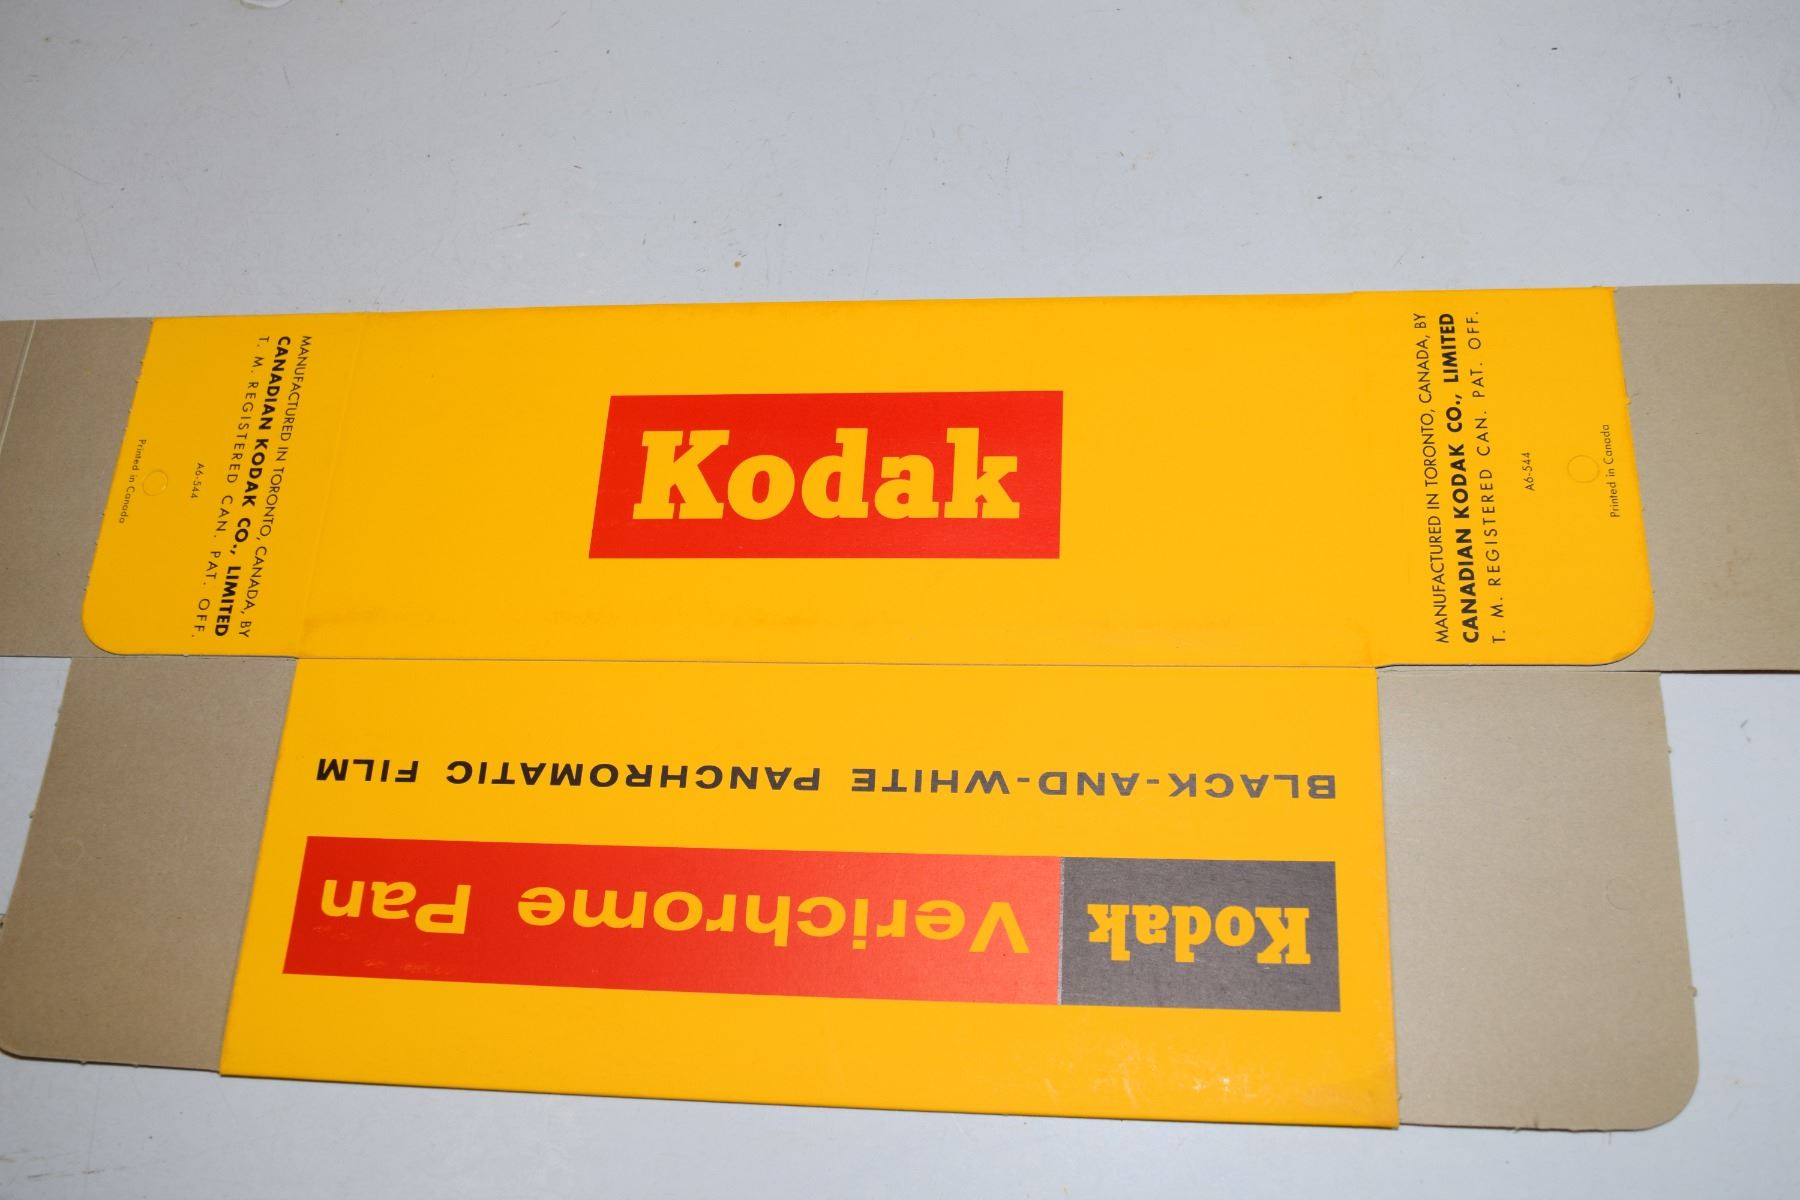 MANUFACTURED IN TORONTO, CANADA, BY
CANADIAN KODAK CO., LIMITED
T. M. REGISTERED CAN. PAT. OFF.
A6-544
Printed in Canada
Kodak
MANUFACTURED IN TORONTO, CANADA, BY
CANADIAN KODAK CO., LIMITED
T. M. REGISTERED CAN. PAT. OFF.
A6-544
Printed in Canada
Kodak Verichrome Pan
BLACK-AND-WHITE PANCHROMATIC FILM